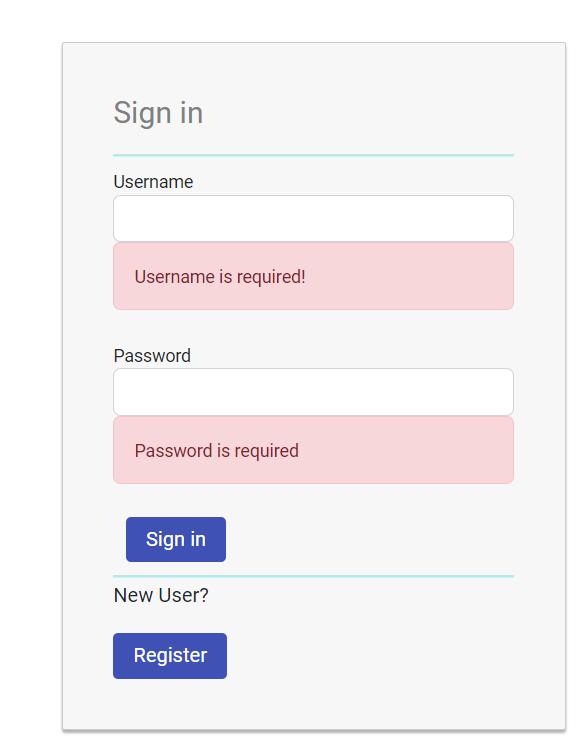 Sign in
Username
Username is required!
Password
Password is required
Sign in
New User?
Register